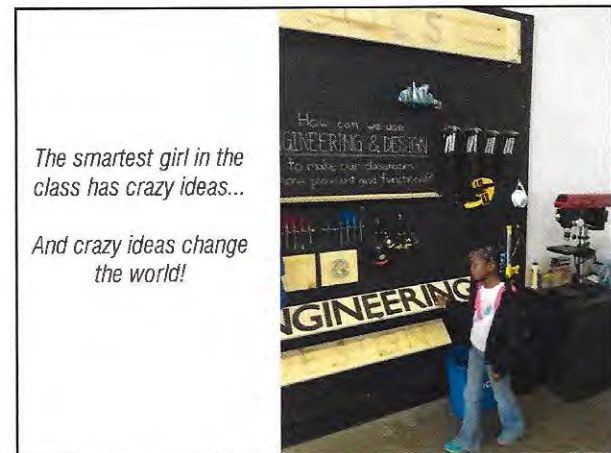 The smartest girl in the
class has crazy ideas...
And crazy ideas change
the world!
How can we use
GINEERING & DESIGN
to make our classroom
more pleasant and functional?
NGINEERING